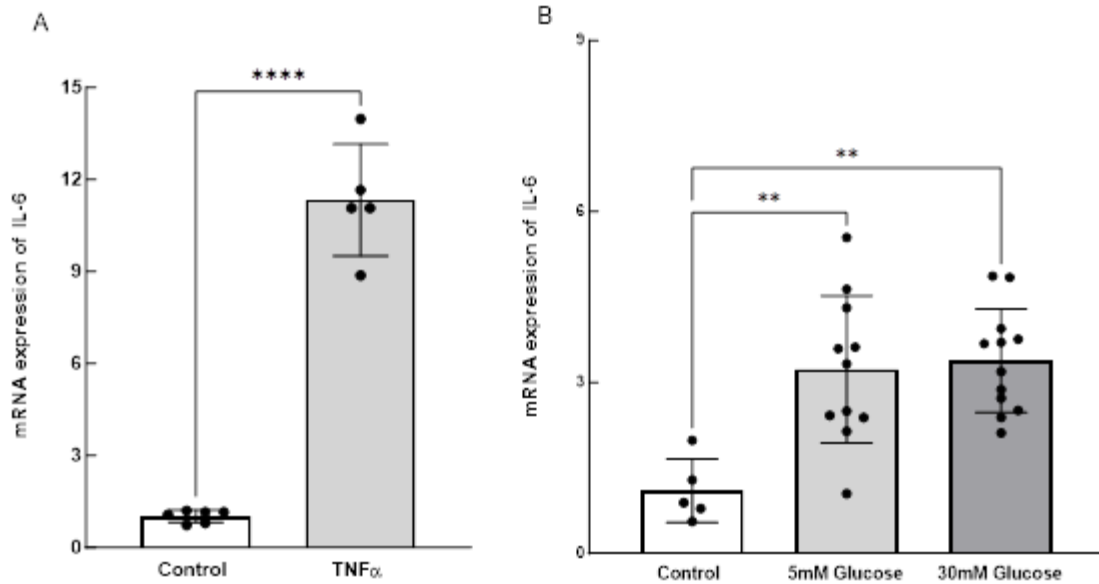 A
mRNA expression of IL-6
15
12
9
6
3
0
****
Control
TNFα
B
mRNA expression of IL-6
9
6
3
0
**
**
Control
5mM Glucose
30mM Glucose